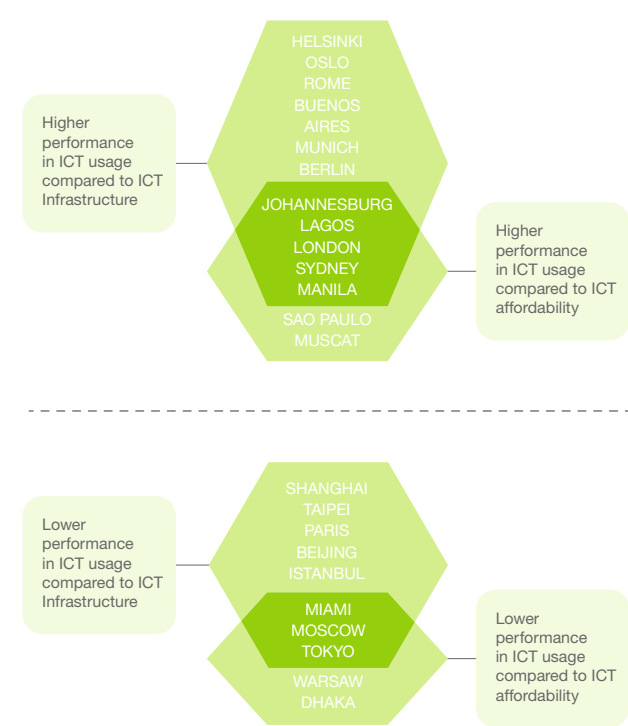 HELSINKI
OSLO
ROME
BUENOS
AIRES
MUNICH
BERLIN
Higher
performance
in ICT usage
compared to ICT
Infrastructure
JOHANNESBURG
LAGOS
LONDON
SYDNEY
MANILA
Higher
performance
in ICT usage
compared to ICT
affordability
SAO PAULO
MUSCAT
SHANGHAI
TAIPEI
PARIS
BEIJING
ISTANBUL
Lower
performance
in ICT usage
compared to ICT
Infrastructure
MIAMI
MOSCOW
TOKYO
Lower
performance
in ICT usage
compared to ICT
affordability
WARSAW
DHAKA